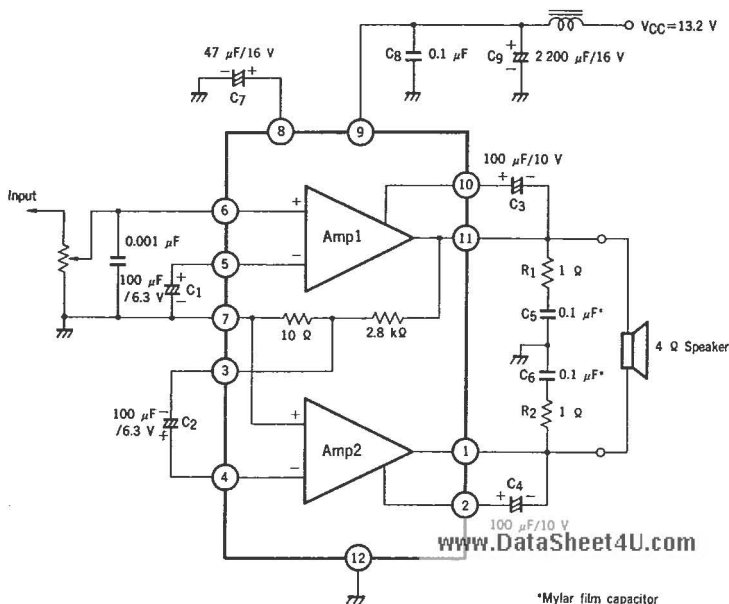 VCC = 13.2 V
47 µF/16 V
− +
C7
C8
0.1 µF
C9
+
−
2 200 µF/16 V
8
9
100 µF/10 V
+ −
C3
10
Input
6
+
Amp1
11
0.001 µF
5
−
100 µF
/6.3 V
+
−
C1
R1
1 Ω
7
10 Ω
2.8 kΩ
C5
0.1 µF*
4 Ω Speaker
3
C6
0.1 µF*
100 µF
/6.3 V
−
+
C2
+
Amp2
R2
1 Ω
1
4
−
2
C4
+ −
100 µF/10 V
www.DataSheet4U.com
12
*Mylar film capacitor